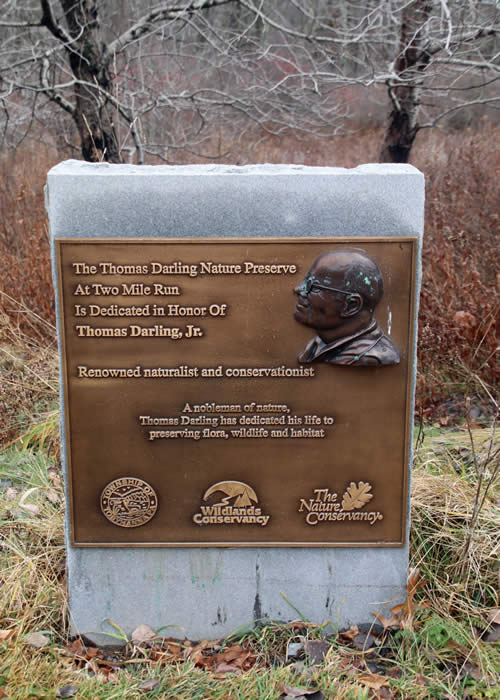 The Thomas Darling Nature Preserve
At Two Mile Run
Is Dedicated in Honor Of
Thomas Darling, Jr.
Renowned naturalist and conservationist
A nobleman of nature,
Thomas Darling has dedicated his life to
preserving flora, wildlife and habitat
TOWNSHIP OF
Wildlands
Conservancy
The
Nature
Conservancy